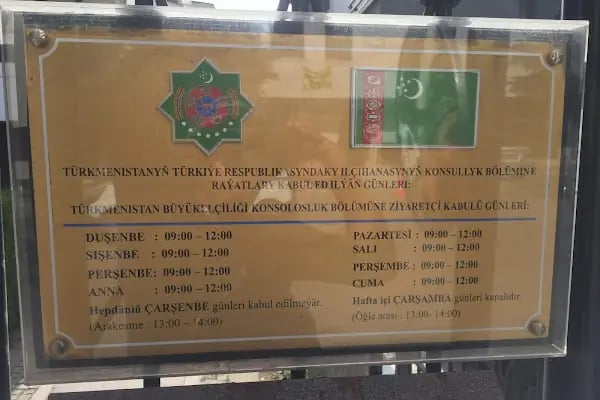 TÜRKMENISTANYŇ TÜRKIÝE RESPUBLIKASYNDAKY ILÇIHANASYNYŇ KONSULLYK BÖLÜMINE
RAÝATLARY KABUL EDILÝÄN GÜNLERI:
TÜRKMENISTAN BÜYÜKELÇİLİĞİ KONSOLOSLUK BÖLÜMÜNE ZİYARETÇİ KABULÜ GÜNLERİ:
DUŞENBE : 09:00 – 12:00
SIŞENBE : 09:00 – 12:00
PERŞENBE : 09:00 – 12:00
ANNA : 09:00 – 12:00
Hepdäniň ÇARŞENBE günleri kabul edilmeýär.
(Arakesme : 13:00 – 14:00)
PAZARTESİ : 09:00 – 12:00
SALI : 09:00 – 12:00
PERŞEMBE : 09:00 – 12:00
CUMA : 09:00 – 12:00
Hafta içi ÇARŞAMBA günleri kapalıdır.
(Öğle arası : 13:00- 14:00)